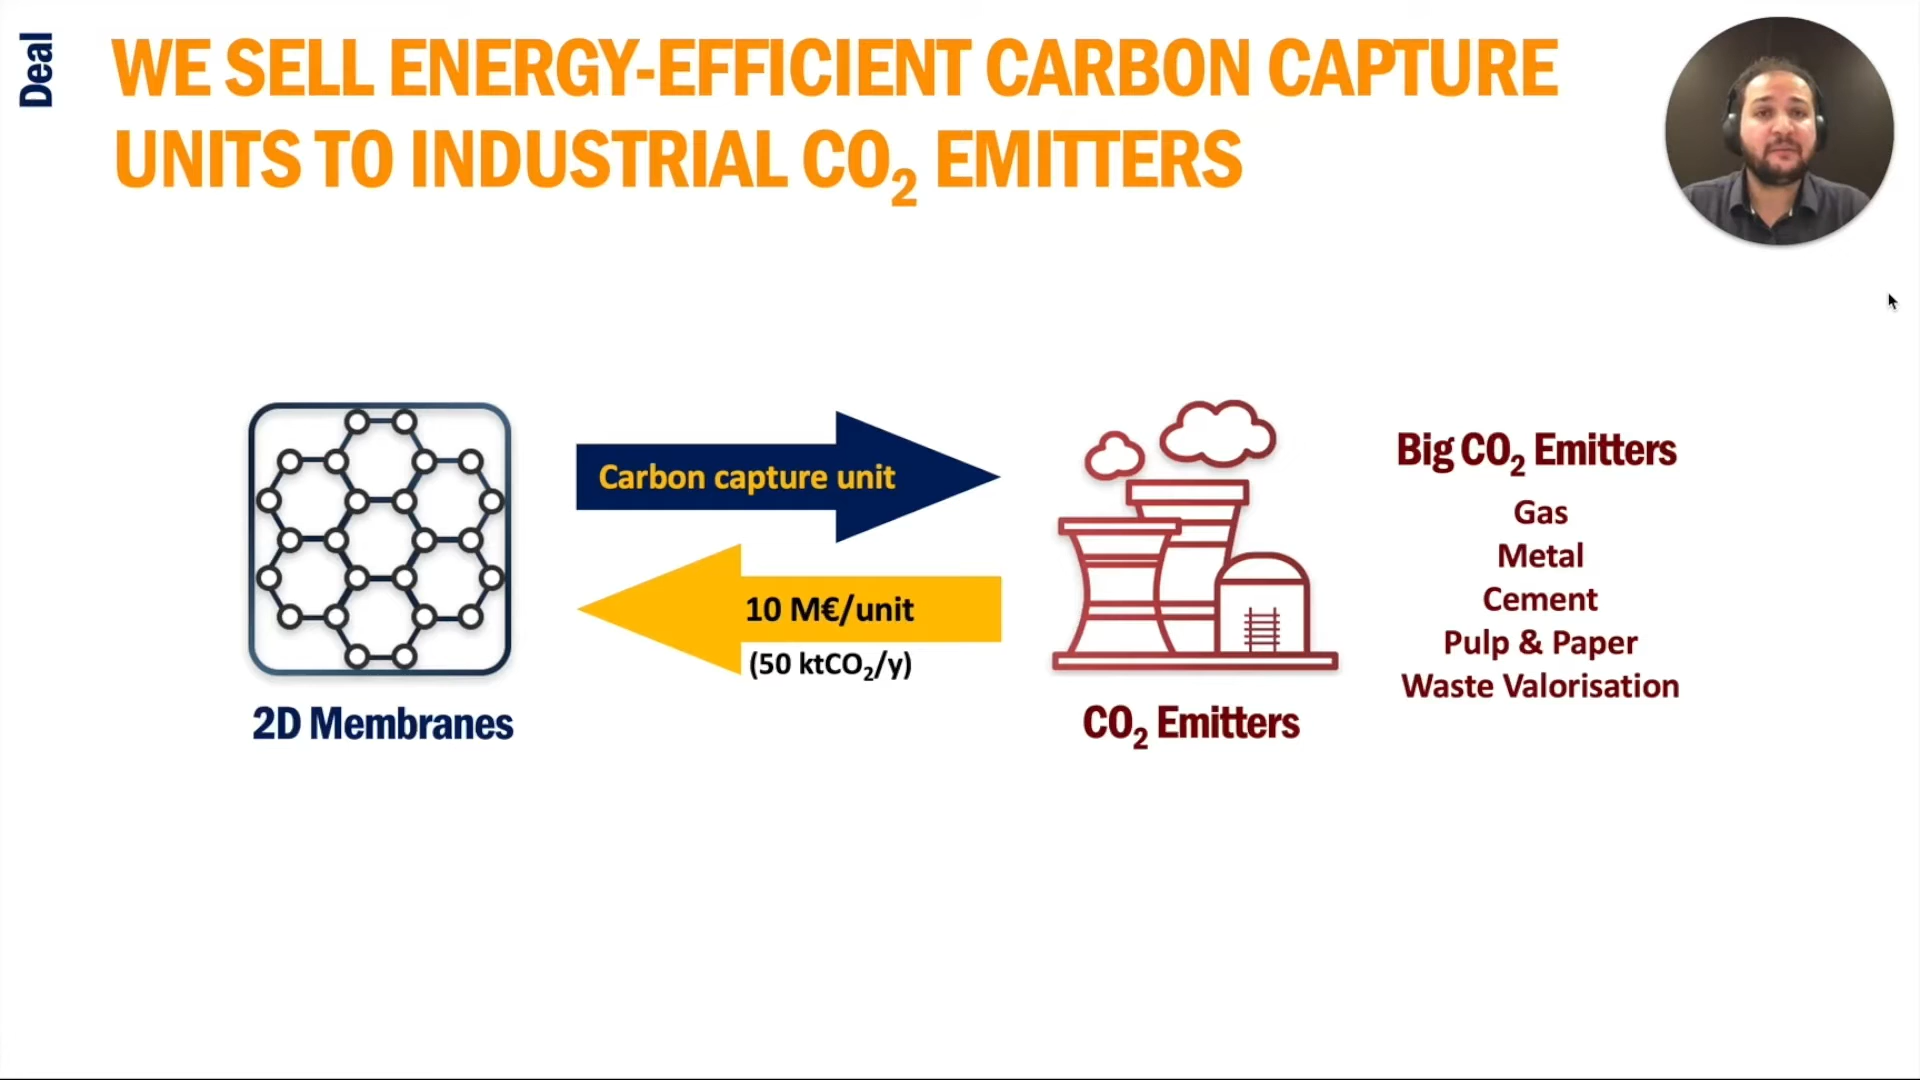 Deal
WE SELL ENERGY-EFFICIENT CARBON CAPTURE
UNITS TO INDUSTRIAL CO₂ EMITTERS
Carbon capture unit
10 M€/unit
(50 ktCO₂/y)
2D Membranes
CO₂ Emitters
Big CO₂ Emitters
Gas
Metal
Cement
Pulp & Paper
Waste Valorisation